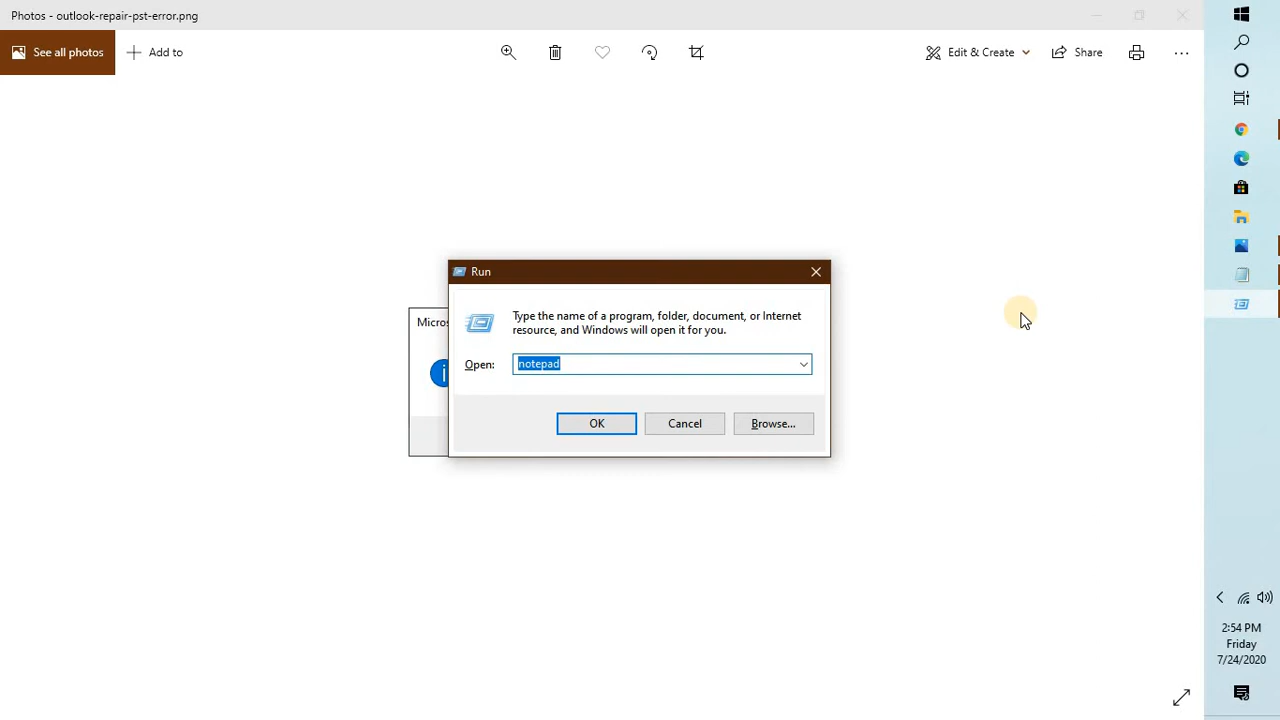 Photos - outlook-repair-pst-error.png
See all photos
Add to
Edit & Create
Share
Run
Type the name of a program, folder, document, or Internet
resource, and Windows will open it for you.
Micros
Open:
notepad
OK
Cancel
Browse...
2:54 PM
Friday
7/24/2020